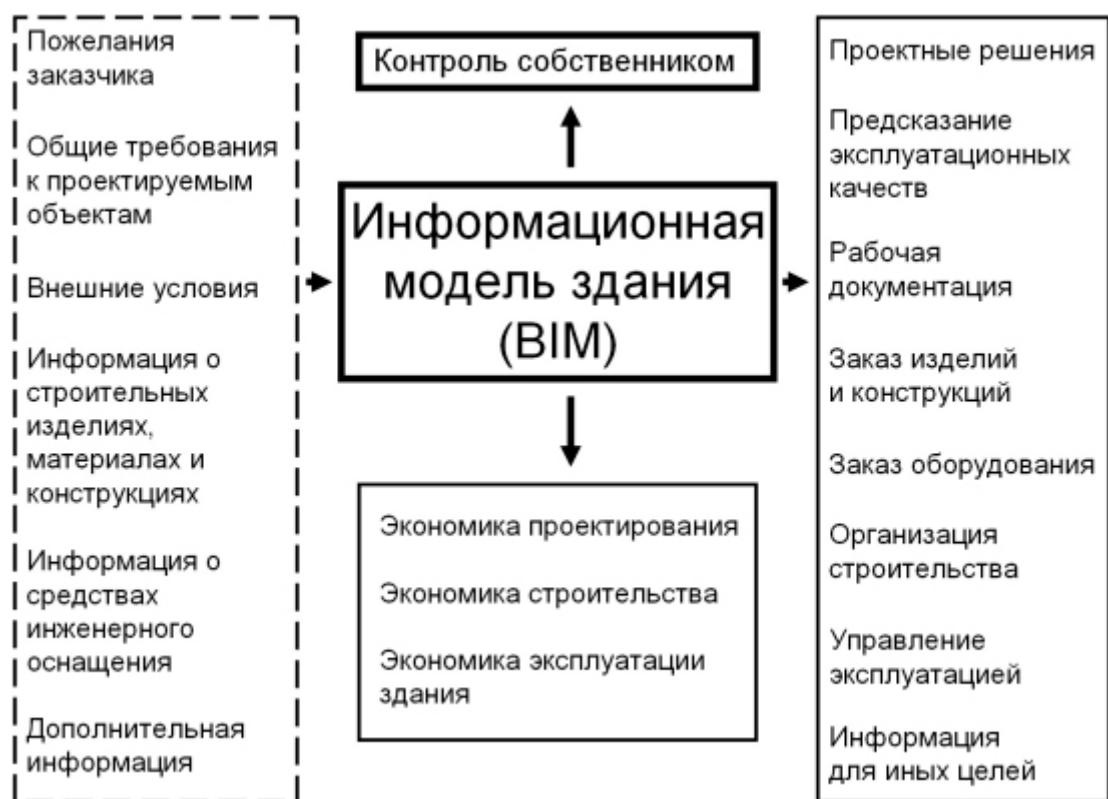 Пожелания
заказчика
Общие требования
к проектируемым
объектам
Внешние условия
Информация о
строительных
изделиях,
материалах и
конструкциях
Информация о
средствах
инженерного
оснащения
Дополнительная
информация
Контроль собственником
Информационная
модель здания
(BIM)
Экономика проектирования
Экономика строительства
Экономика эксплуатации
здания
Проектные решения
Предсказание
эксплуатационных
качеств
Рабочая
документация
Заказ изделий
и конструкций
Заказ оборудования
Организация
строительства
Управление
эксплуатацией
Информация
для иных целей